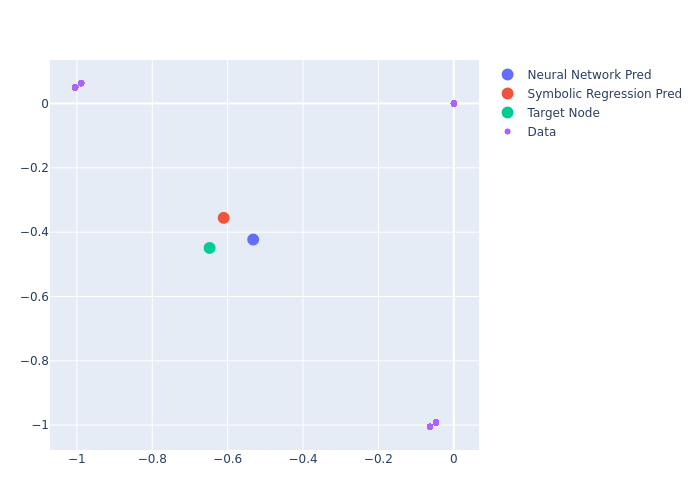 Neural Network Pred
Symbolic Regression Pred
Target Node
Data
0
−0.2
−0.4
−0.6
−0.8
−1
−1 −0.8 −0.6 −0.4 −0.2 0